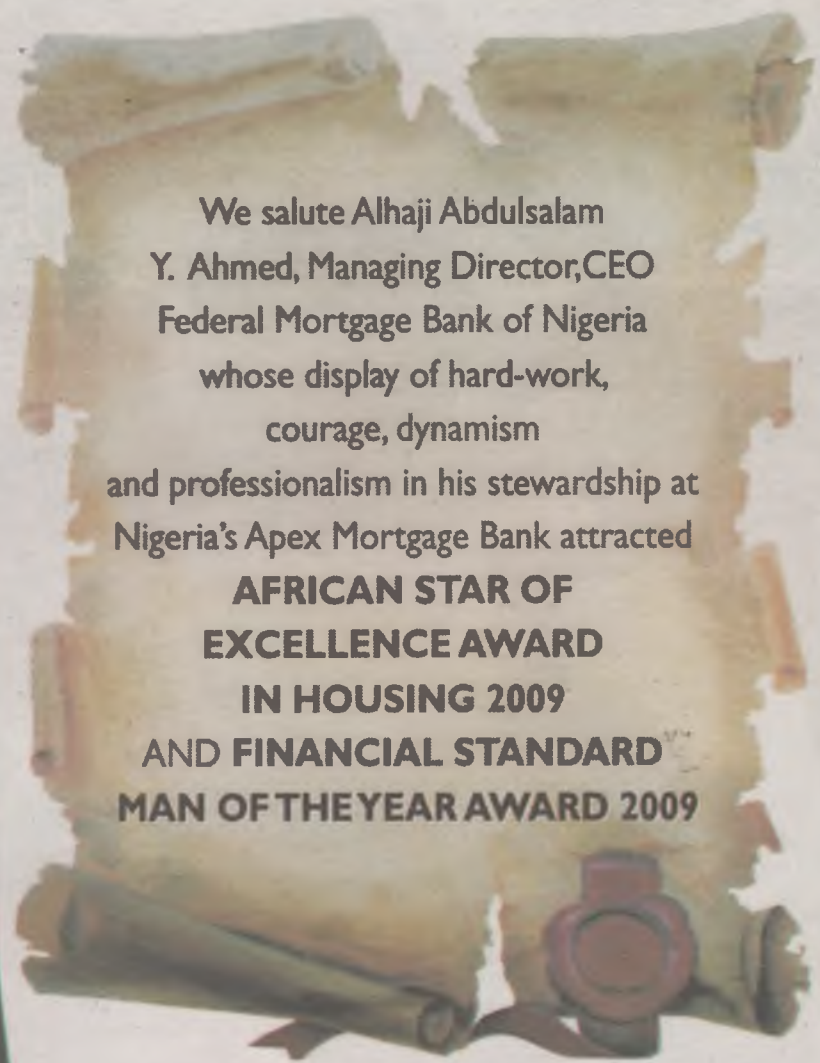 We salute Alhaji Abdulsalam
Y. Ahmed, Managing Director,CEO
Federal Mortgage Bank of Nigeria
whose display of hard-work,
courage, dynamism
and professionalism in his stewardship at
Nigeria's Apex Mortgage Bank attracted
AFRICAN STAR OF
EXCELLENCE AWARD
IN HOUSING 2009
AND FINANCIAL STANDARD
MAN OF THE YEAR AWARD 2009